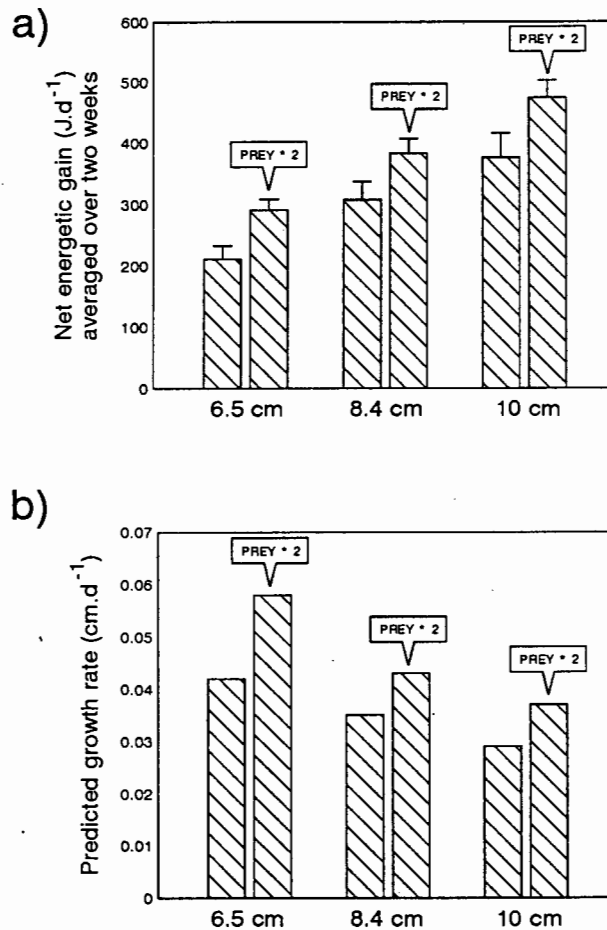 a)
Net energetic gain (J.d⁻¹)
averaged over two weeks
600
500
400
300
200
100
0
PREY * 2
PREY * 2
PREY * 2
6.5 cm
8.4 cm
10 cm
b)
Predicted growth rate (cm.d⁻¹)
0.07
0.06
0.05
0.04
0.03
0.02
0.01
0
PREY * 2
PREY * 2
PREY * 2
6.5 cm
8.4 cm
10 cm